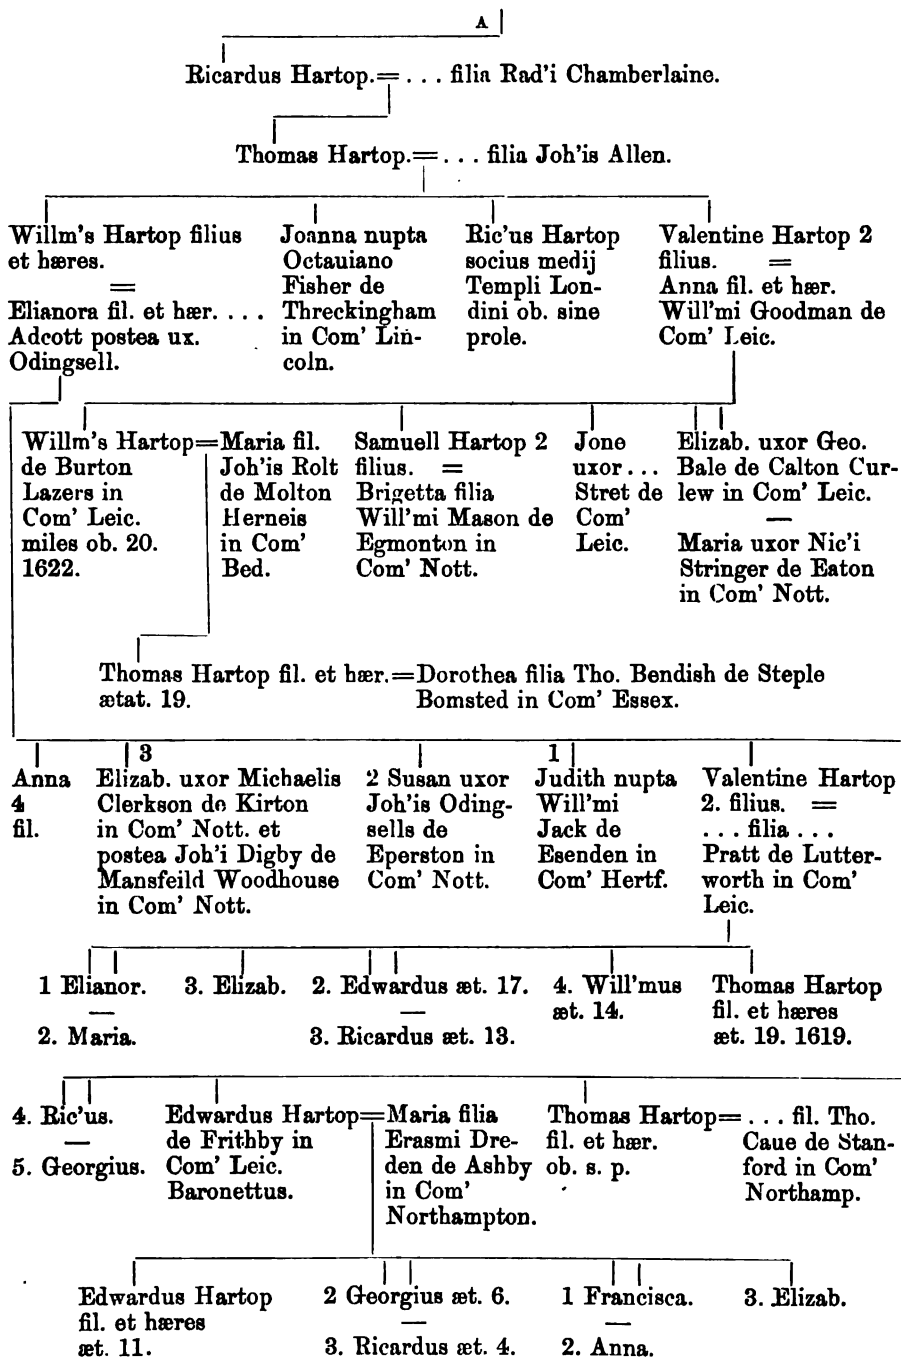 A
Ricardus Hartop.=. . . filia Rad'i Chamberlaine.
Thomas Hartop.=. . . filia Joh'is Allen.
Willm's Hartop filius
et hæres.
=
Elianora fil. et hær. . . .
Adcott postea ux.
Odingsell.
Joanna nupta
Octauiano
Fisher de
Threckingham
in Com' Lin-
coln.
Ric'us Hartop
socius medij
Templi Lon-
dini ob. sine
prole.
Valentine Hartop 2
filius. =
Anna fil. et hær.
Will'mi Goodman de
Com' Leic.
Willm's Hartop=
de Burton
Lazers in
Com' Leic.
miles ob. 20.
1622.
Maria fil.
Joh'is Rolt
de Molton
Herneis
in Com'
Bed.
Samuell Hartop 2
filius. =
Brigetta filia
Will'mi Mason de
Egmonton in
Com' Nott.
Jone
uxor . . .
Stret de
Com'
Leic.
Elizab. uxor Geo.
Bale de Calton Cur-
lew in Com' Leic.
—
Maria uxor Nic'i
Stringer de Eaton
in Com' Nott.
Thomas Hartop fil. et hær.=Dorothea filia Tho. Bendish de Steple
ætat. 19. Bomsted in Com' Essex.
Anna
4
fil.
3
Elizab. uxor Michaelis
Clerkson de Kirton
in Com' Nott. et
postea Joh'i Digby de
Mansfeild Woodhouse
in Com' Nott.
2 Susan uxor
Joh'is Oding-
sells de
Eperston in
Com' Nott.
1
Judith nupta
Will'mi
Jack de
Esenden in
Com' Hertf.
Valentine Hartop
2. filius. =
. . . filia . . .
Pratt de Lutter-
worth in Com'
Leic.
1 Elianor.
—
2. Maria.
3. Elizab.
2. Edwardus æt. 17.
—
3. Ricardus æt. 13.
4. Will'mus
æt. 14.
Thomas Hartop
fil. et hæres
æt. 19. 1619.
4. Ric'us.
—
5. Georgius.
Edwardus Hartop=
de Frithby in
Com' Leic.
Baronettus.
Maria filia
Erasmi Dre-
den de Ashby
in Com'
Northampton.
Thomas Hartop=
fil. et hær.
ob. s. p.
. . . fil. Tho.
Caue de Stan-
ford in Com'
Northamp.
Edwardus Hartop
fil. et hæres
æt. 11.
2 Georgius æt. 6.
—
3. Ricardus æt. 4.
1 Francisca.
—
2. Anna.
3. Elizab.